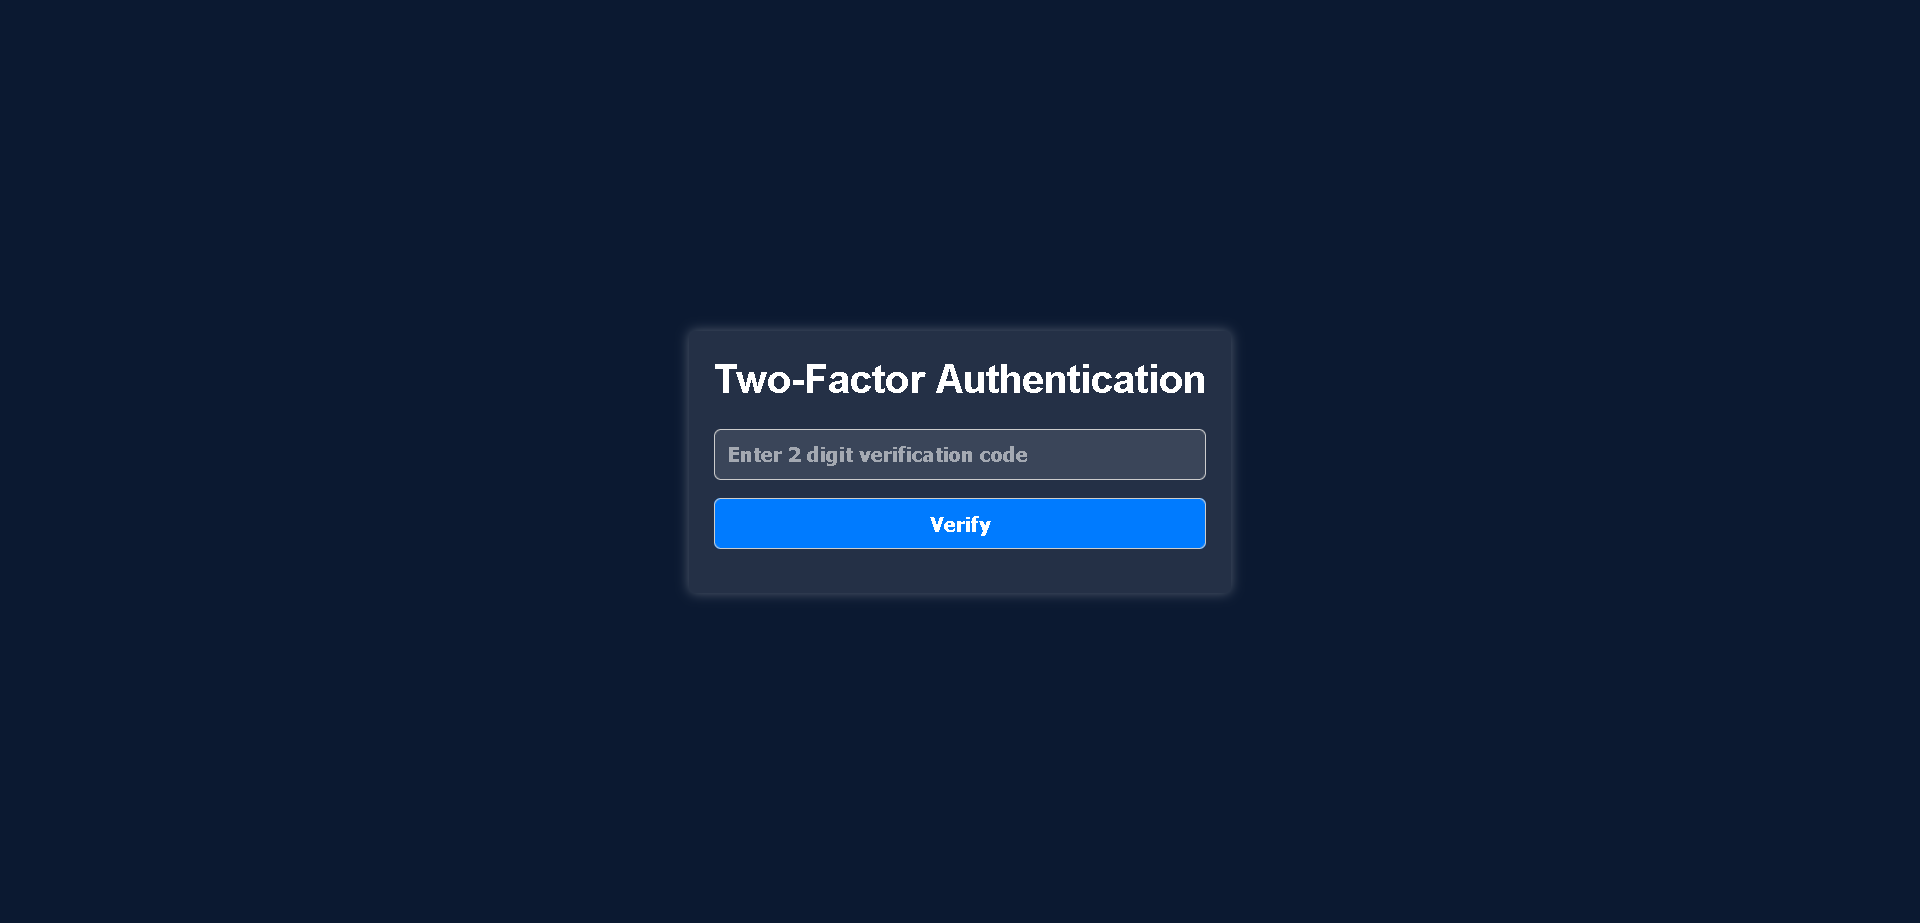 Two-Factor Authentication
Enter 2 digit verification code
Verify